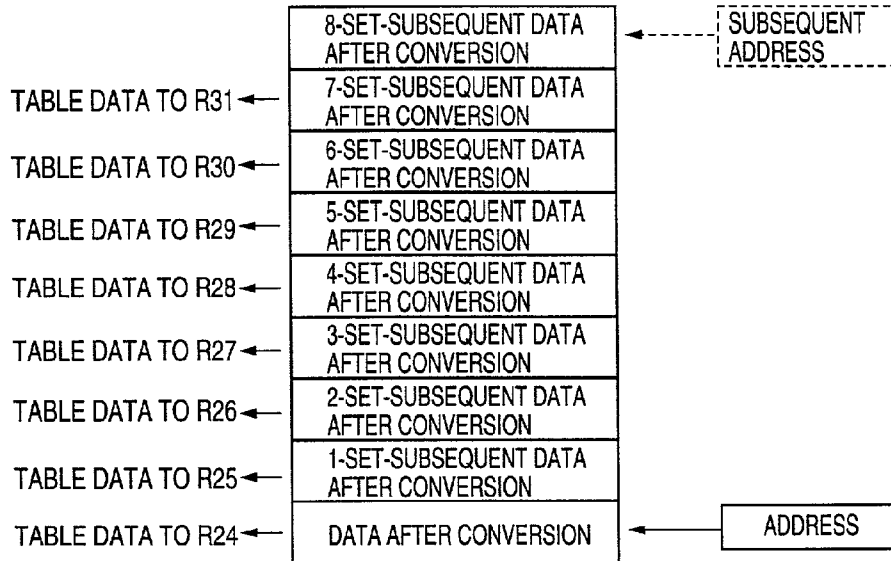 8-SET-SUBSEQUENT DATA
AFTER CONVERSION
SUBSEQUENT
ADDRESS
TABLE DATA TO R31
7-SET-SUBSEQUENT DATA
AFTER CONVERSION
TABLE DATA TO R30
6-SET-SUBSEQUENT DATA
AFTER CONVERSION
TABLE DATA TO R29
5-SET-SUBSEQUENT DATA
AFTER CONVERSION
TABLE DATA TO R28
4-SET-SUBSEQUENT DATA
AFTER CONVERSION
TABLE DATA TO R27
3-SET-SUBSEQUENT DATA
AFTER CONVERSION
TABLE DATA TO R26
2-SET-SUBSEQUENT DATA
AFTER CONVERSION
TABLE DATA TO R25
1-SET-SUBSEQUENT DATA
AFTER CONVERSION
TABLE DATA TO R24
DATA AFTER CONVERSION
ADDRESS